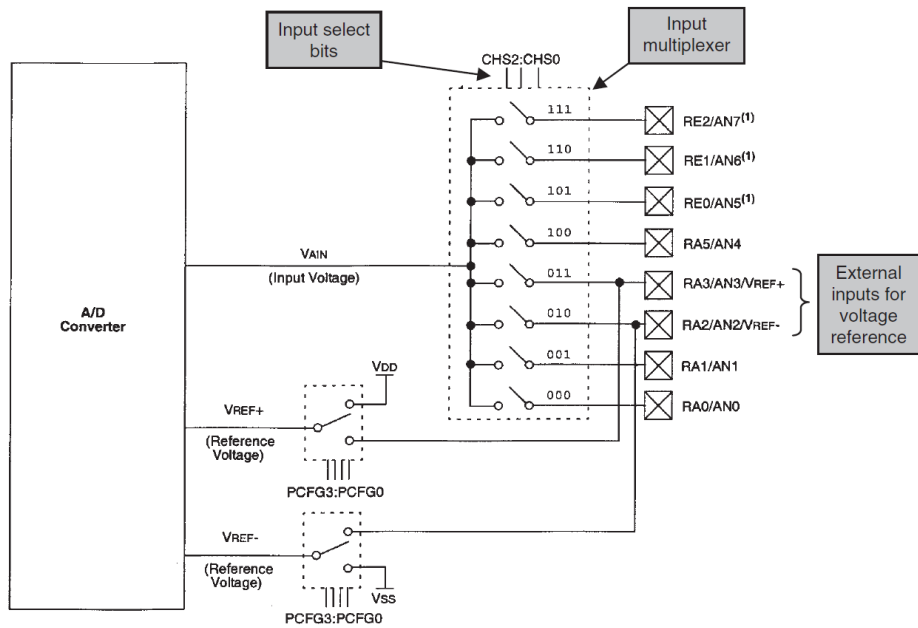 Input select
bits
Input
multiplexer
CHS2:CHS0
111
RE2/AN7(1)
110
RE1/AN6(1)
101
RE0/AN5(1)
100
RA5/AN4
VAIN
(Input Voltage)
011
RA3/AN3/VREF+
External
inputs for
voltage
reference
A/D
Converter
010
RA2/AN2/VREF-
001
RA1/AN1
VDD
000
RA0/AN0
VREF+
(Reference
Voltage)
PCFG3:PCFG0
VREF-
(Reference
Voltage)
VSS
PCFG3:PCFG0